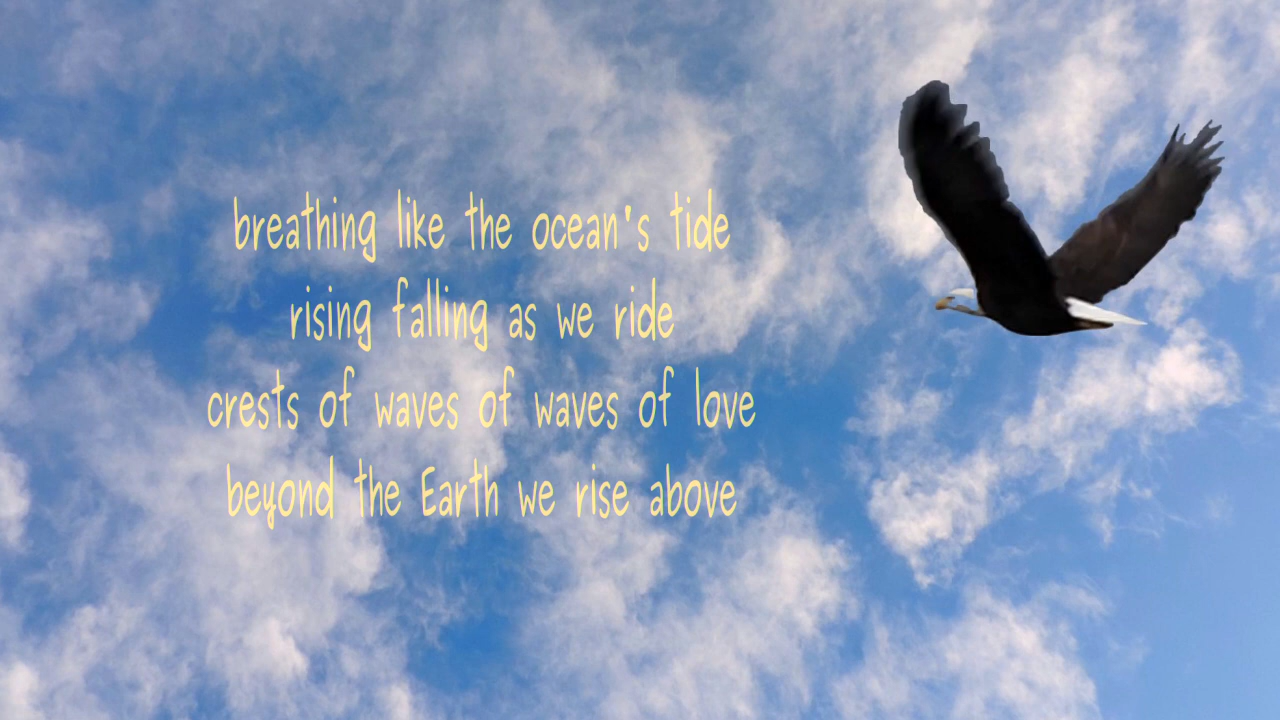 breathing like the ocean's tide
rising falling as we ride
crests of waves of waves of love
beyond the Earth we rise above